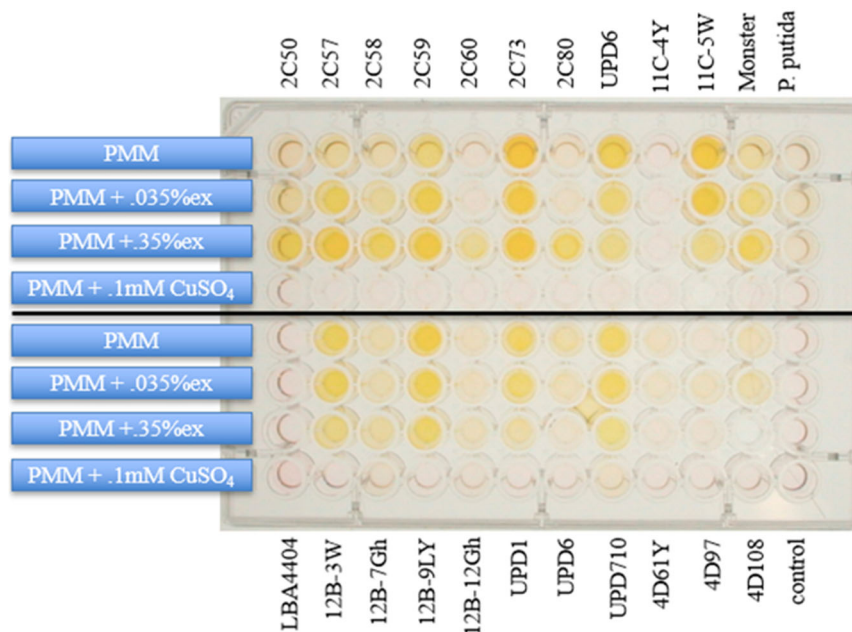 2C50
2C57
2C58
2C59
2C60
2C73
2C80
UPD6
11C-4Y
11C-5W
Monster
P. putida
PMM
PMM + .035%ex
PMM +.35%ex
PMM + .1mM CuSO₄
PMM
PMM + .035%ex
PMM +.35%ex
PMM + .1mM CuSO₄
LBA4404
12B-3W
12B-7Gh
12B-9LY
12B-12Gh
UPD1
UPD6
UPD710
4D61Y
4D97
4D108
control